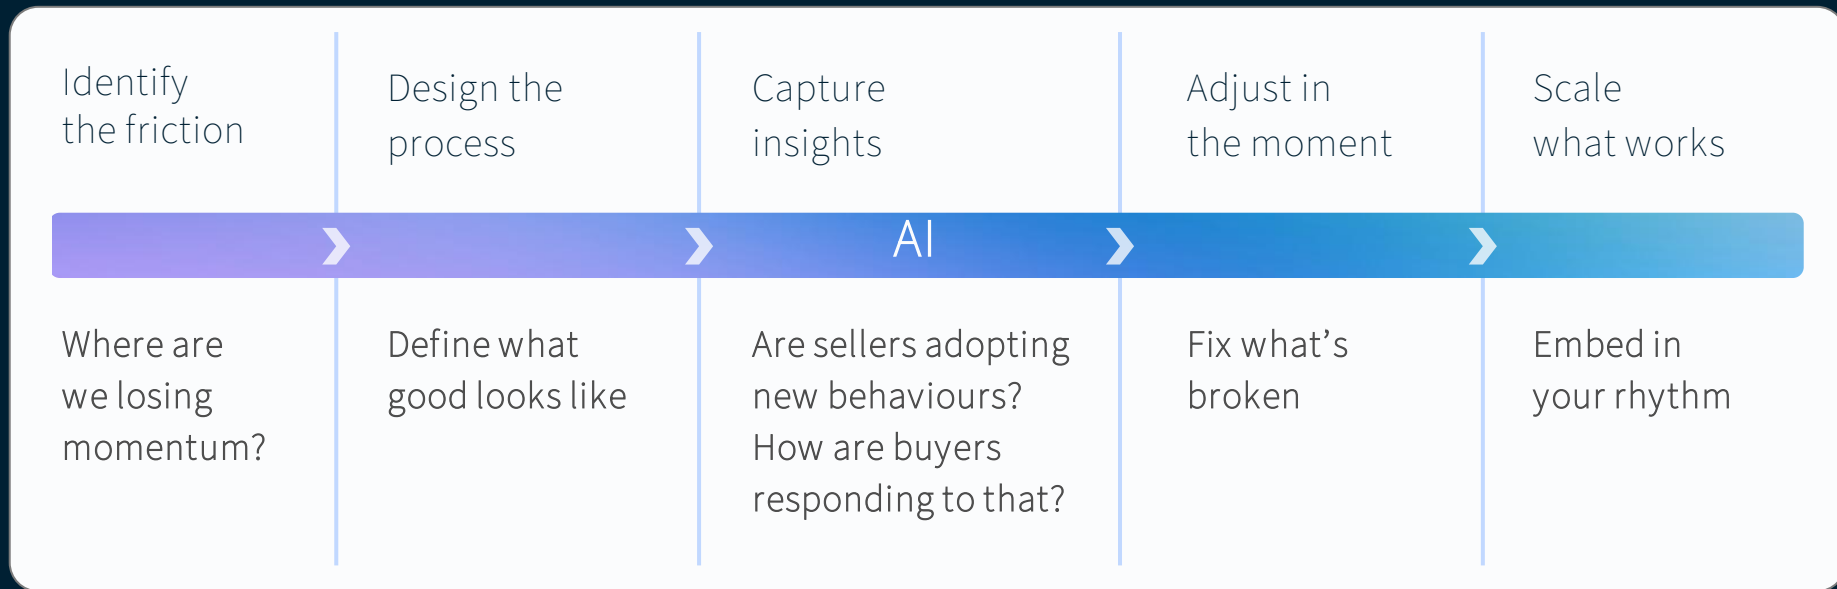 Identify
the friction
Design the
process
Capture
insights
Adjust in
the moment
Scale
what works
AI
Where are
we losing
momentum?
Define what
good looks like
Are sellers adopting
new behaviours?
How are buyers
responding to that?
Fix what’s
broken
Embed in
your rhythm